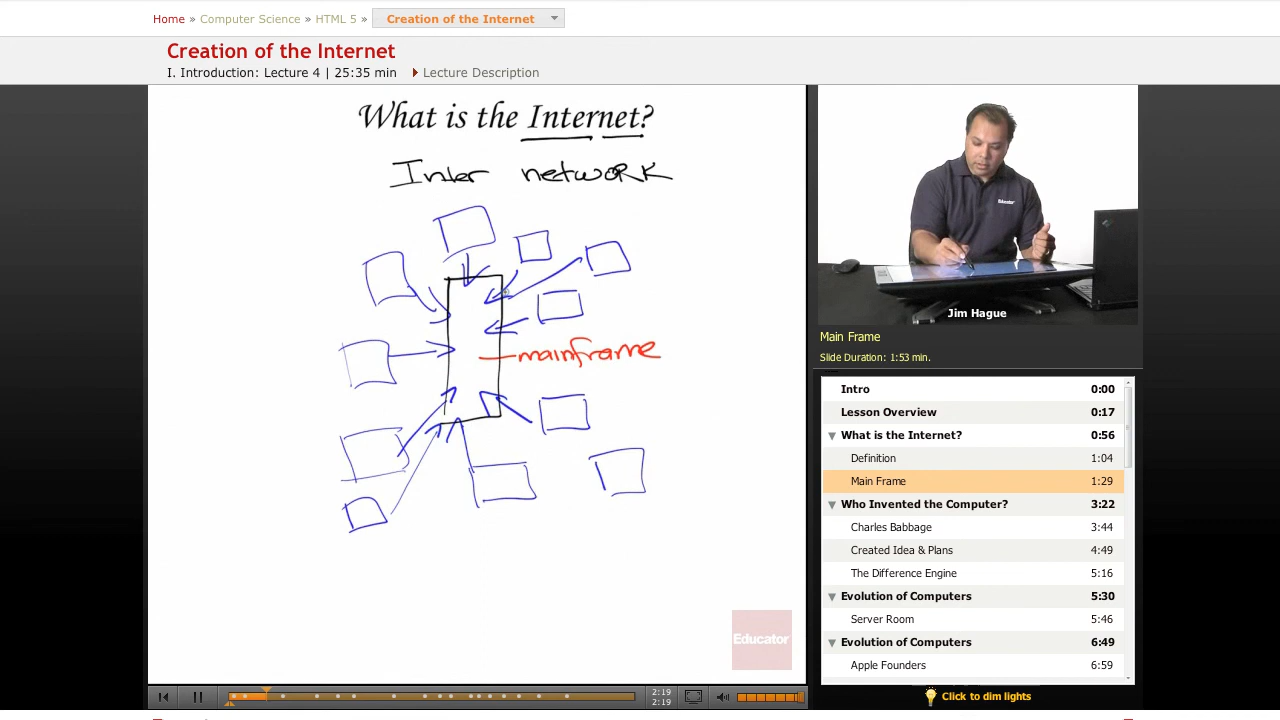 Home » Computer Science » HTML 5 » Creation of the Internet
Creation of the Internet
I. Introduction: Lecture 4 | 25:35 min Lecture Description
What is the Internet?
Inter network
mainframe
Educator
Educator
Jim Hague
Main Frame
Slide Duration: 1:53 min.
Intro 0:00
Lesson Overview 0:17
What is the Internet? 0:56
Definition 1:04
Main Frame 1:29
Who Invented the Computer? 3:22
Charles Babbage 3:44
Created Idea & Plans 4:49
The Difference Engine 5:16
Evolution of Computers 5:30
Server Room 5:46
Evolution of Computers 6:49
Apple Founders 6:59
2:19
2:19
Click to dim lights